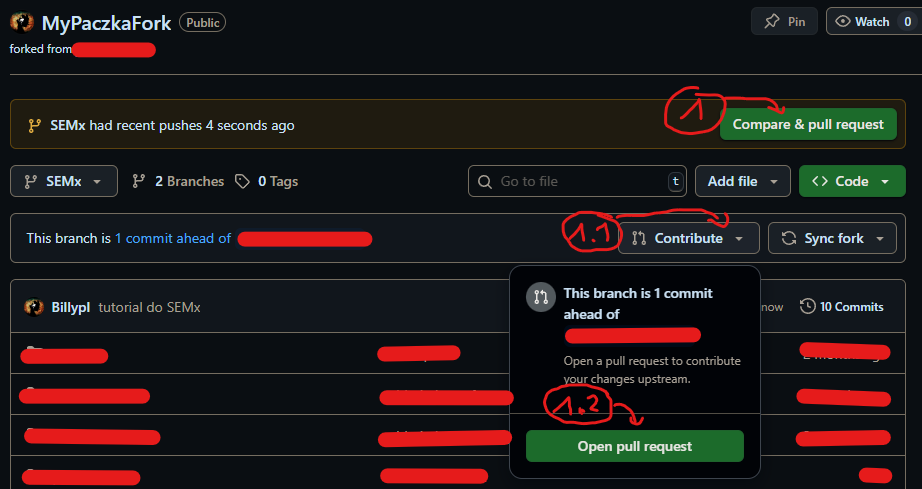 MyPaczkaFork Public
Pin
Watch 0
forked from
SEMx had recent pushes 4 seconds ago
1
Compare & pull request
SEMx
2 Branches
0 Tags
Go to file
t
Add file
Code
This branch is 1 commit ahead of
1.1
Contribute
Sync fork
Billypl tutorial do SEMx
now
10 Commits
This branch is 1 commit
ahead of
Open a pull request to contribute
your changes upstream.
1.2
Open pull request